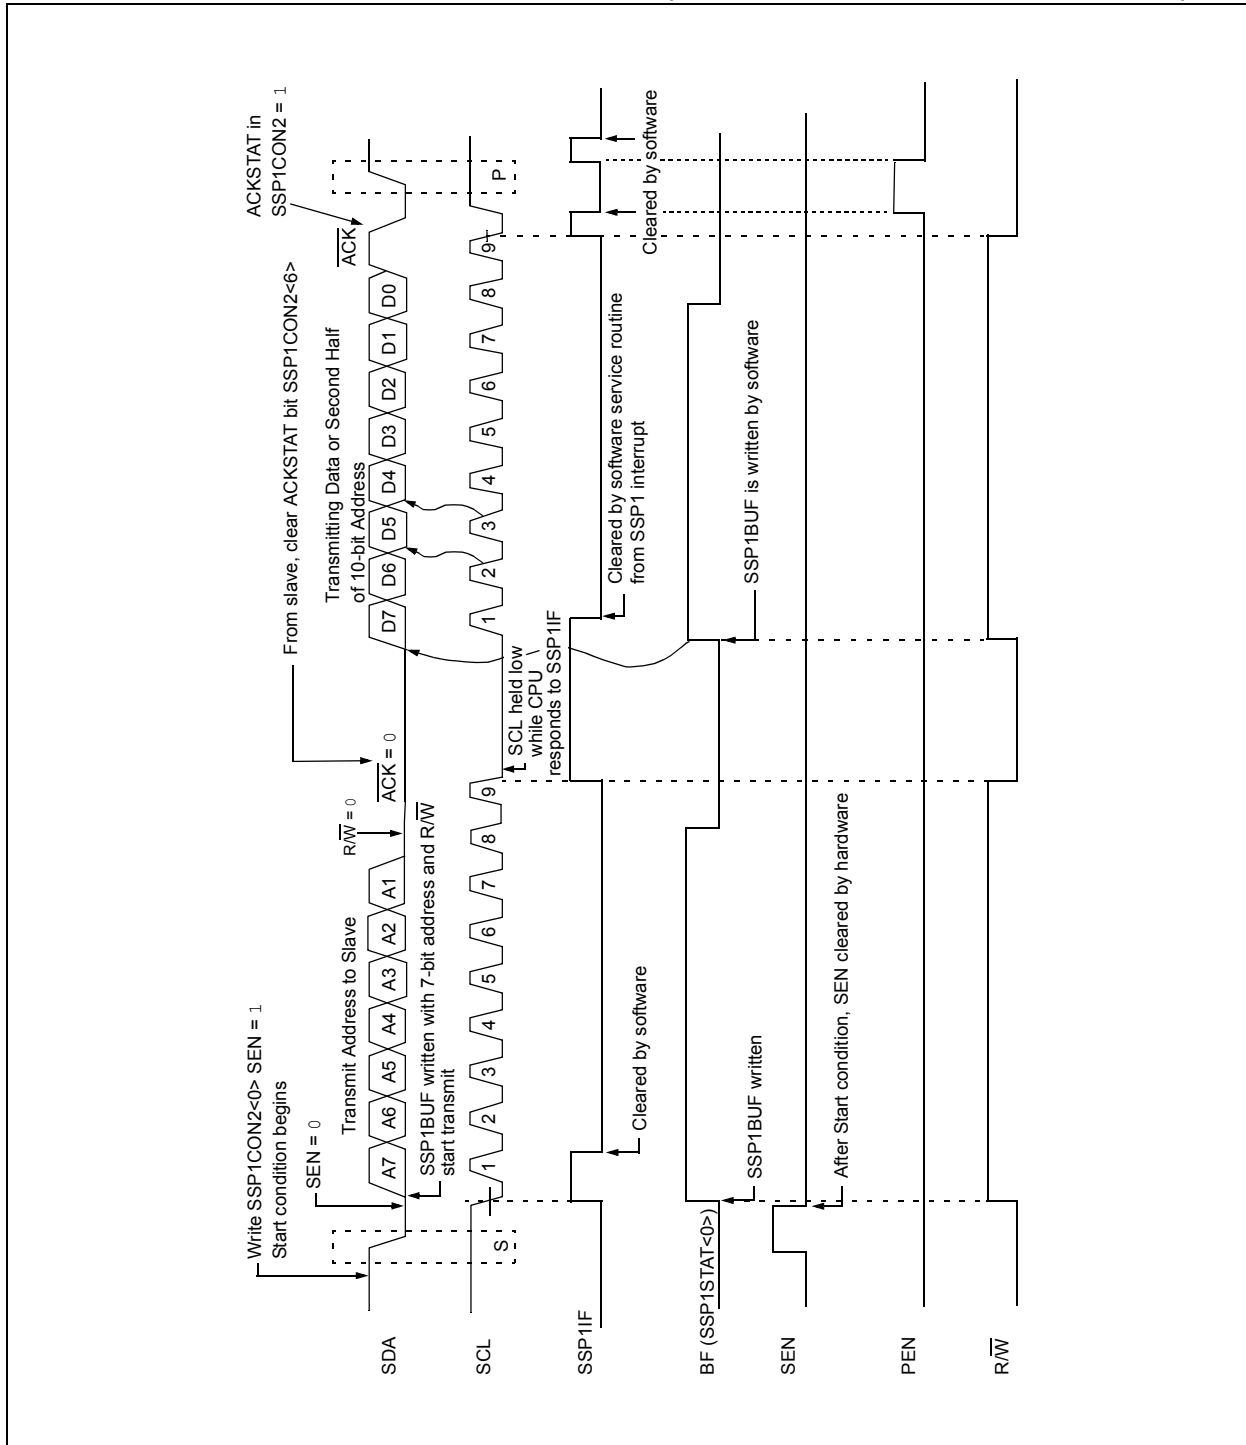 Write SSP1CON2<0> SEN = 1
Start condition begins
SEN = 0
From slave, clear ACKSTAT bit SSP1CON2<6>
ACKSTAT in
SSP1CON2 = 1
Transmit Address to Slave
R/W = 0
ACK = 0
Transmitting Data or Second Half
of 10-bit Address
ACK
SDA
A7 A6 A5 A4 A3 A2 A1
D7 D6 D5 D4 D3 D2 D1 D0
SSP1BUF written with 7-bit address and R/W
start transmit
SCL
S
1 2 3 4 5 6 7 8 9
1 2 3 4 5 6 7 8 9
P
SCL held low
while CPU
responds to SSP1IF
SSP1IF
Cleared by software
Cleared by software service routine
from SSP1 interrupt
Cleared by software
Cleared by software
BF (SSP1STAT<0>)
SSP1BUF written
SSP1BUF is written by software
SEN
After Start condition, SEN cleared by hardware
PEN
R/W